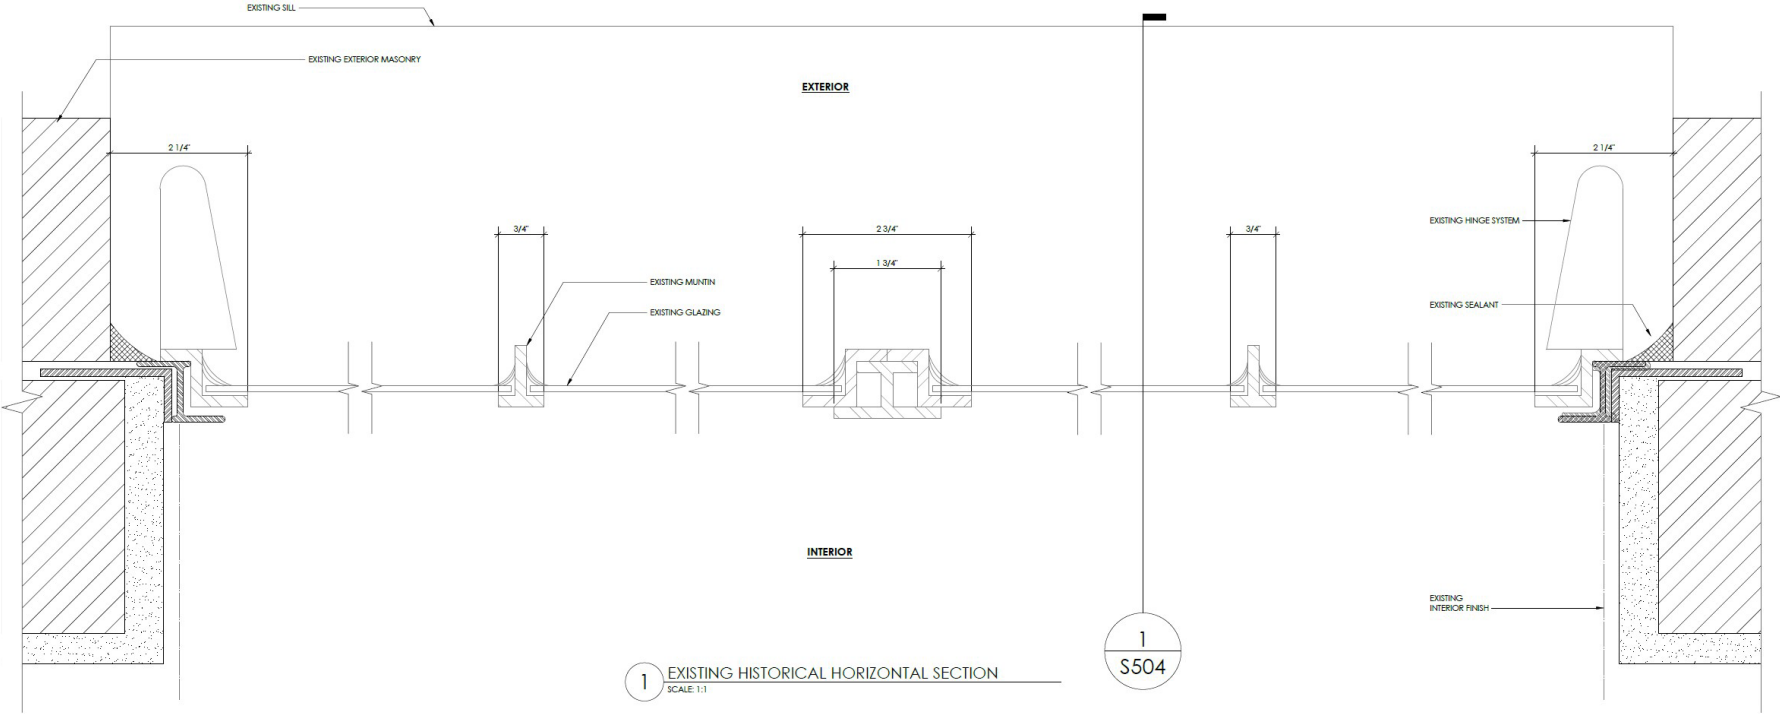 EXISTING SILL
EXISTING EXTERIOR MASONRY
EXTERIOR
2 1/4"
2 1/4"
EXISTING HINGE SYSTEM
3/4"
2 3/4"
3/4"
1 3/4"
EXISTING MUNTIN
EXISTING SEALANT
EXISTING GLAZING
INTERIOR
EXISTING
INTERIOR FINISH
1
S504
1
EXISTING HISTORICAL HORIZONTAL SECTION
SCALE: 1:1